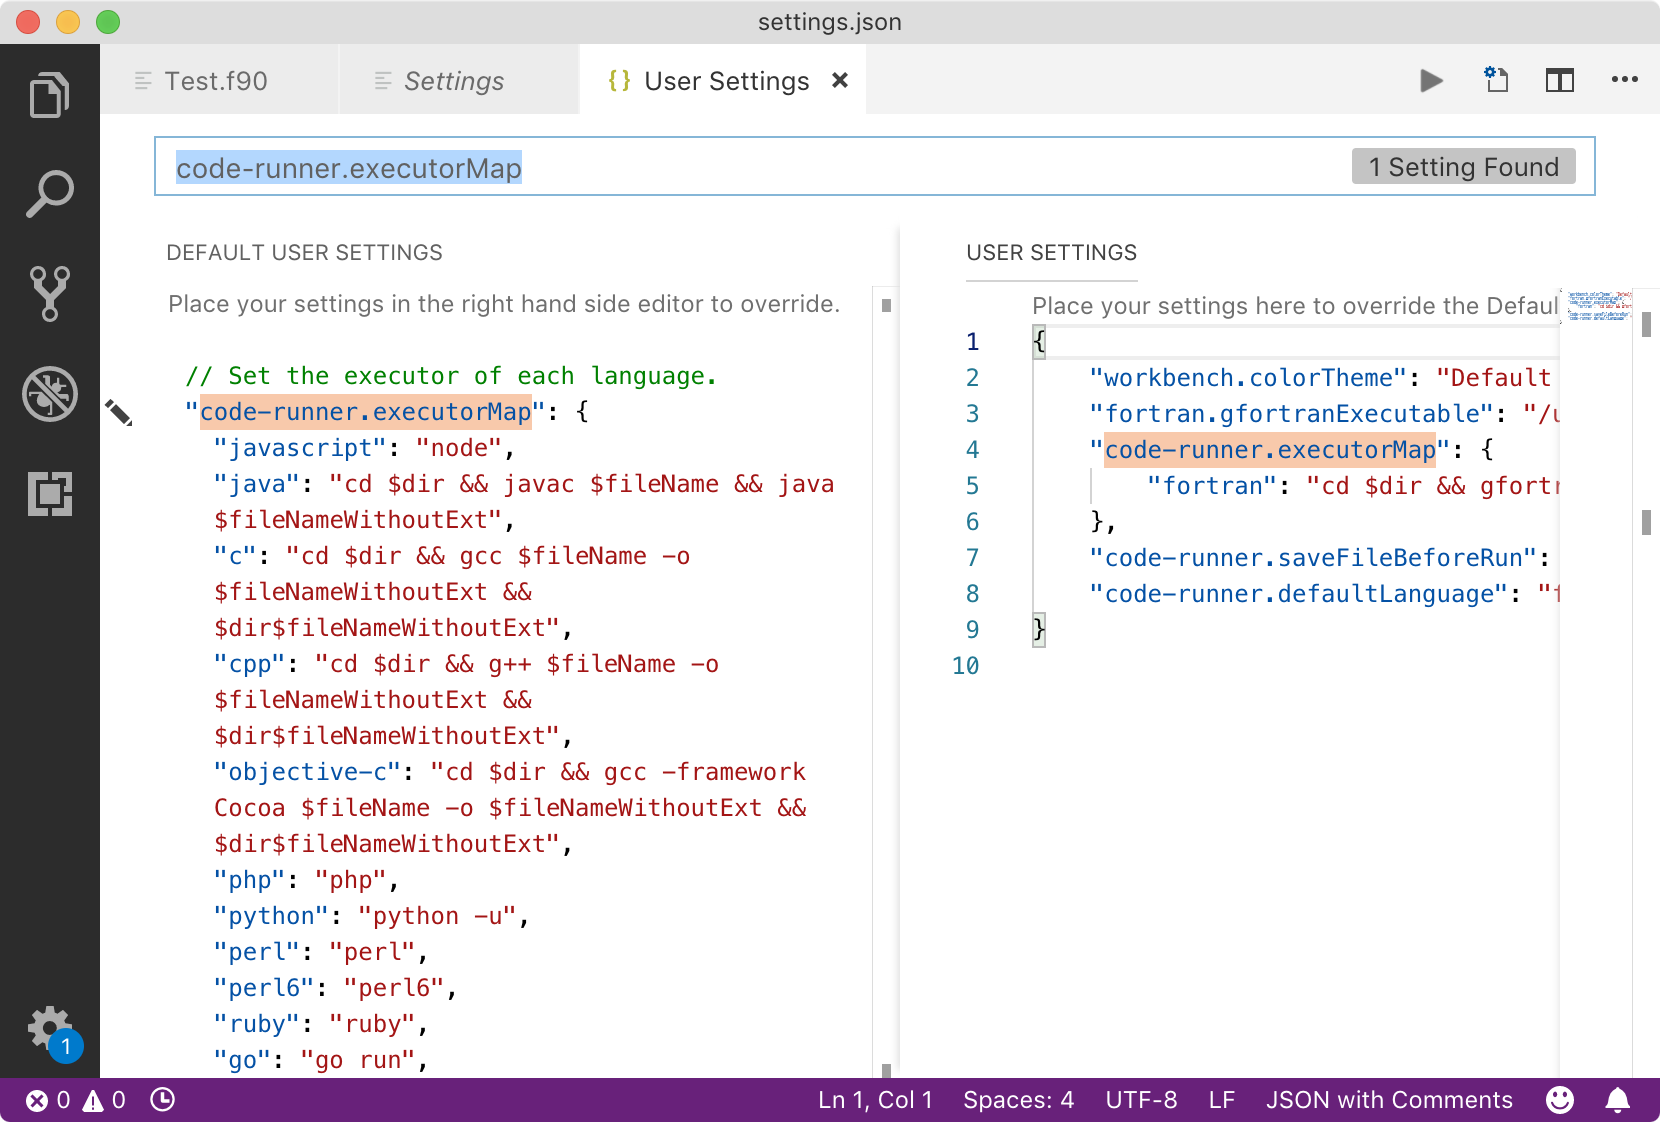 settings.json
Test.f90
Settings
{} User Settings ×
code-runner.executorMap
1 Setting Found
DEFAULT USER SETTINGS
Place your settings in the right hand side editor to override.
// Set the executor of each language.
"code-runner.executorMap": {
"javascript": "node",
"java": "cd $dir && javac $fileName && java
$fileNameWithoutExt",
"c": "cd $dir && gcc $fileName -o
$fileNameWithoutExt &&
$dir$fileNameWithoutExt",
"cpp": "cd $dir && g++ $fileName -o
$fileNameWithoutExt &&
$dir$fileNameWithoutExt",
"objective-c": "cd $dir && gcc -framework
Cocoa $fileName -o $fileNameWithoutExt &&
$dir$fileNameWithoutExt",
"php": "php",
"python": "python -u",
"perl": "perl",
"perl6": "perl6",
"ruby": "ruby",
"go": "go run",
USER SETTINGS
Place your settings here to override the Defaul
1 {
2 "workbench.colorTheme": "Default
3 "fortran.gfortranExecutable": "/u
4 "code-runner.executorMap": {
5 "fortran": "cd $dir && gfortr
6 },
7 "code-runner.saveFileBeforeRun":
8 "code-runner.defaultLanguage": "f
9 }
10
1
0 0
Ln 1, Col 1
Spaces: 4
UTF-8
LF
JSON with Comments